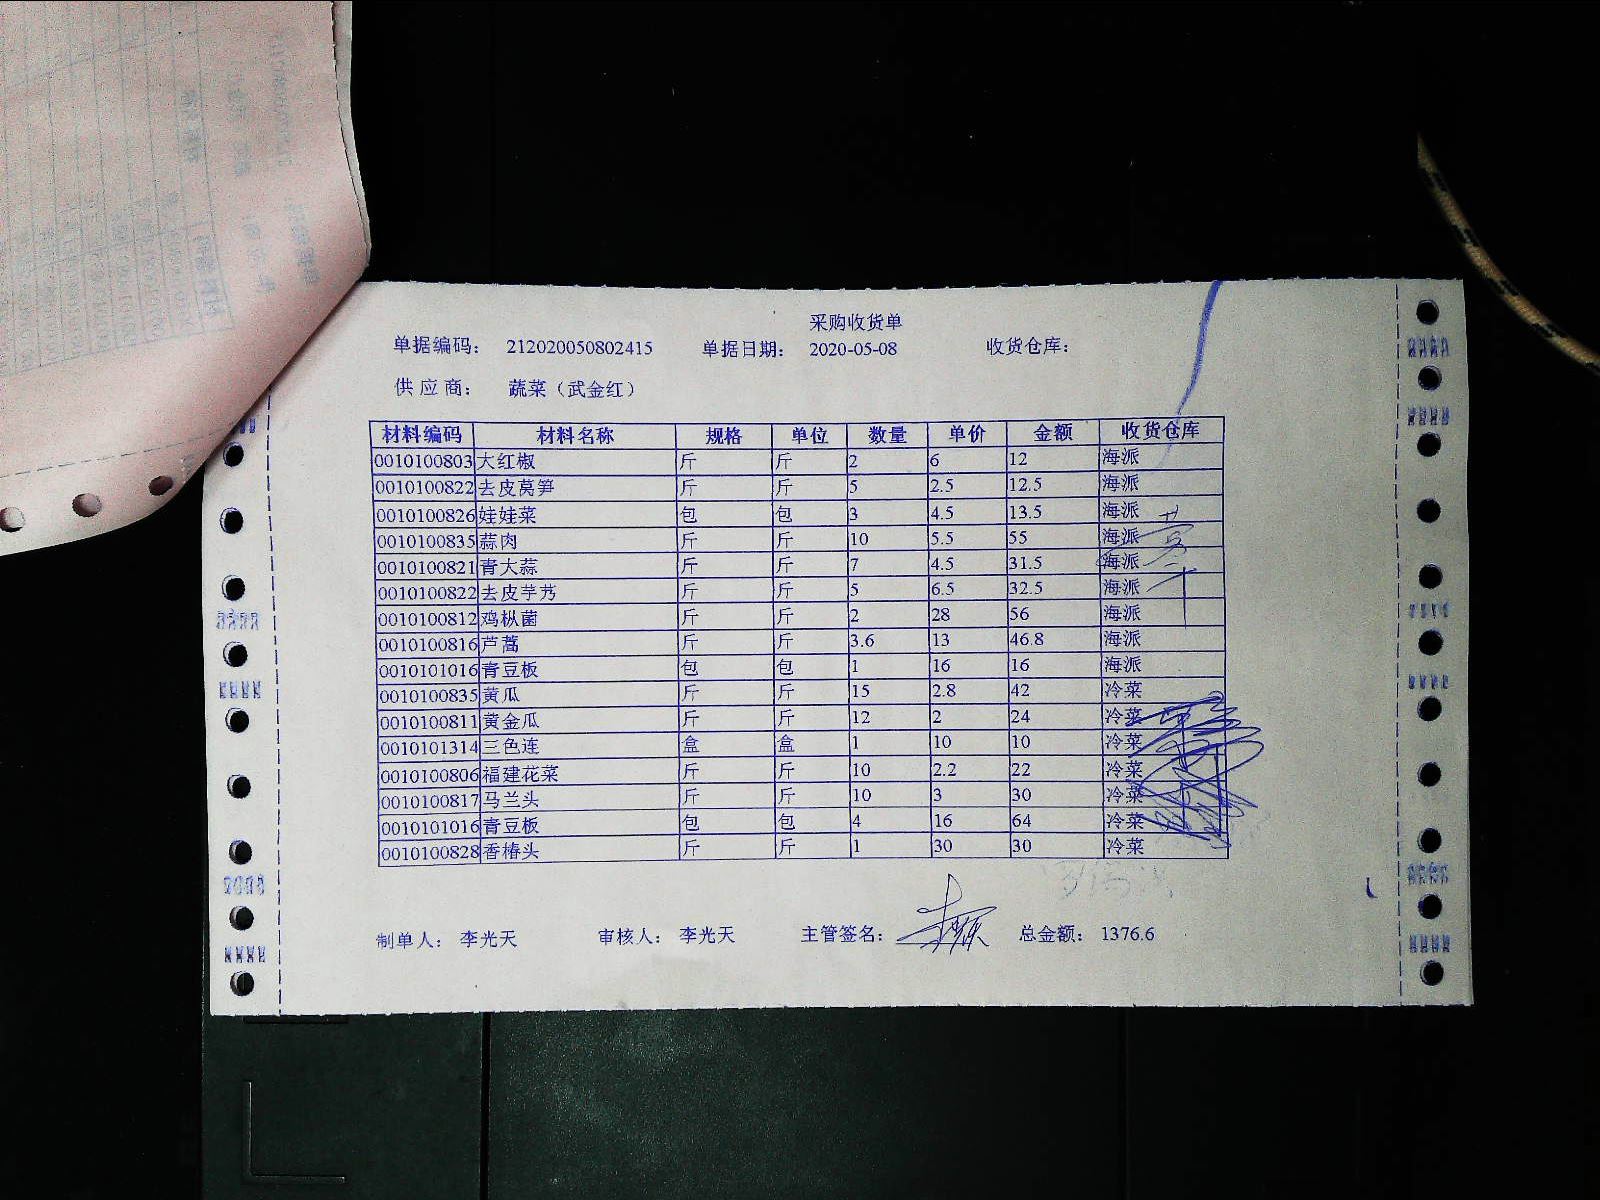 采购收货单
单据编码： 212020050802415 单据日期： 2020-05-08 收货仓库：
供应商： 蔬菜（武金红）
材料编码 材料名称 规格 单位 数量 单价 金额 收货仓库
0010100803 大红椒 斤 斤 2 6 12 海派
0010100822 去皮莴笋 斤 斤 5 2.5 12.5 海派
0010100826 娃娃菜 包 包 3 4.5 13.5 海派
0010100835 蒜肉 斤 斤 10 5.5 55 海派
0010100821 青大蒜 斤 斤 7 4.5 31.5 海派
0010100822 去皮芋艿 斤 斤 5 6.5 32.5 海派
0010100812 鸡枞菌 斤 斤 2 28 56 海派
0010100816 芦蒿 斤 斤 3.6 13 46.8 海派
0010101016 青豆板 包 包 1 16 16 海派
0010100835 黄瓜 斤 斤 15 2.8 42 冷菜
0010100811 黄金瓜 斤 斤 12 2 24 冷菜
0010101314 三色连 盒 盒 1 10 10 冷菜
0010100806 福建花菜 斤 斤 10 2.2 22 冷菜
0010100817 马兰头 斤 斤 10 3 30 冷菜
0010101016 青豆板 包 包 4 16 64 冷菜
0010100828 香椿头 斤 斤 1 30 30 冷菜
制单人： 李光天 审核人： 李光天 主管签名： 总金额： 1376.6